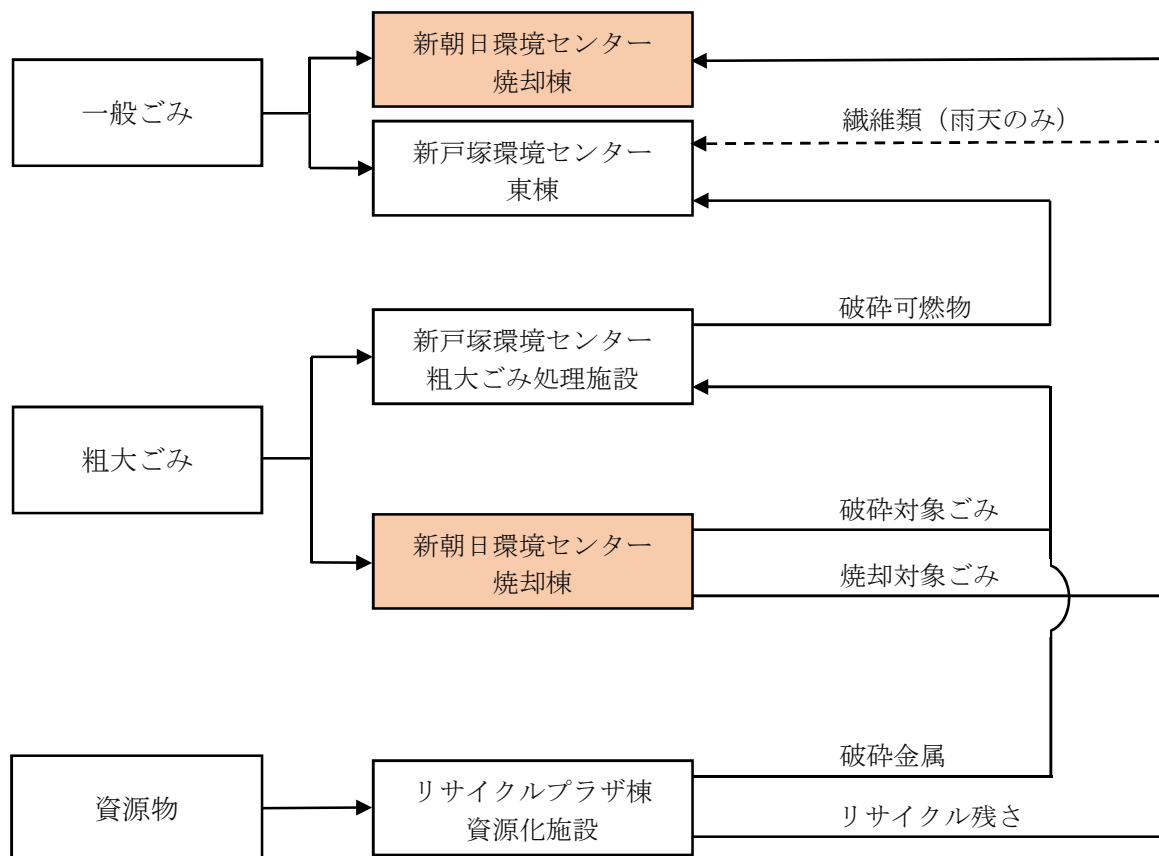 一般ごみ
新朝日環境センター
焼却棟
新戸塚環境センター
東棟
繊維類（雨天のみ）
粗大ごみ
新戸塚環境センター
粗大ごみ処理施設
破砕可燃物
新朝日環境センター
焼却棟
破砕対象ごみ
焼却対象ごみ
資源物
リサイクルプラザ棟
資源化施設
破砕金属
リサイクル残さ